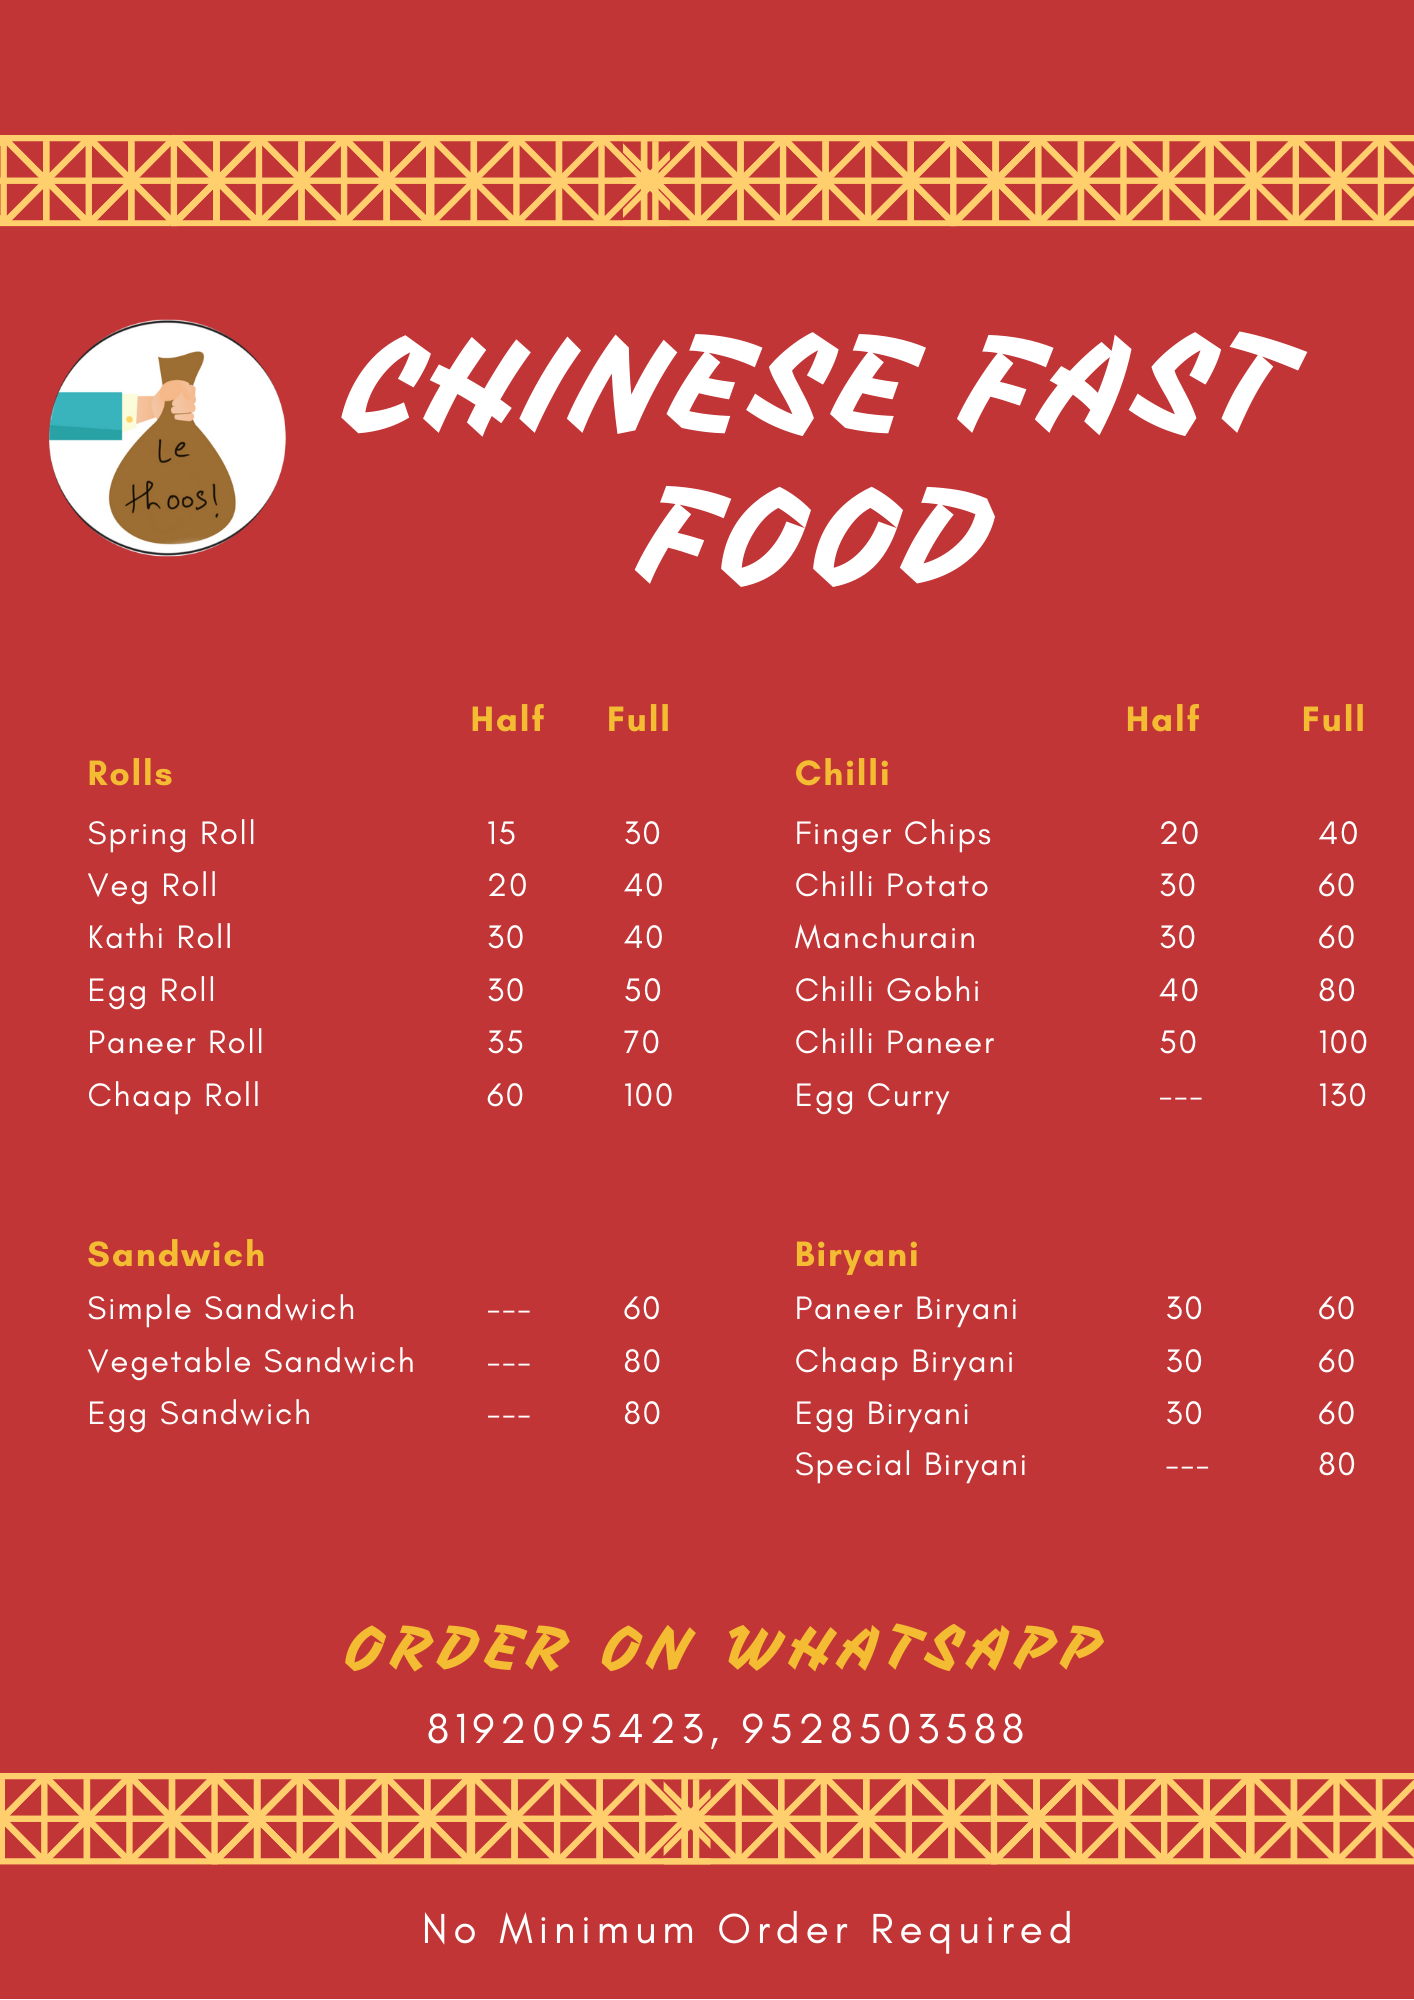 Le
thoos!
CHINESE FAST
FOOD
Half Full
Rolls
Spring Roll 15 30
Veg Roll 20 40
Kathi Roll 30 40
Egg Roll 30 50
Paneer Roll 35 70
Chaap Roll 60 100
Half Full
Chilli
Finger Chips 20 40
Chilli Potato 30 60
Manchurain 30 60
Chilli Gobhi 40 80
Chilli Paneer 50 100
Egg Curry --- 130
Sandwich
Simple Sandwich --- 60
Vegetable Sandwich --- 80
Egg Sandwich --- 80
Biryani
Paneer Biryani 30 60
Chaap Biryani 30 60
Egg Biryani 30 60
Special Biryani --- 80
ORDER ON WHATSAPP
8192095423, 9528503588
No Minimum Order Required